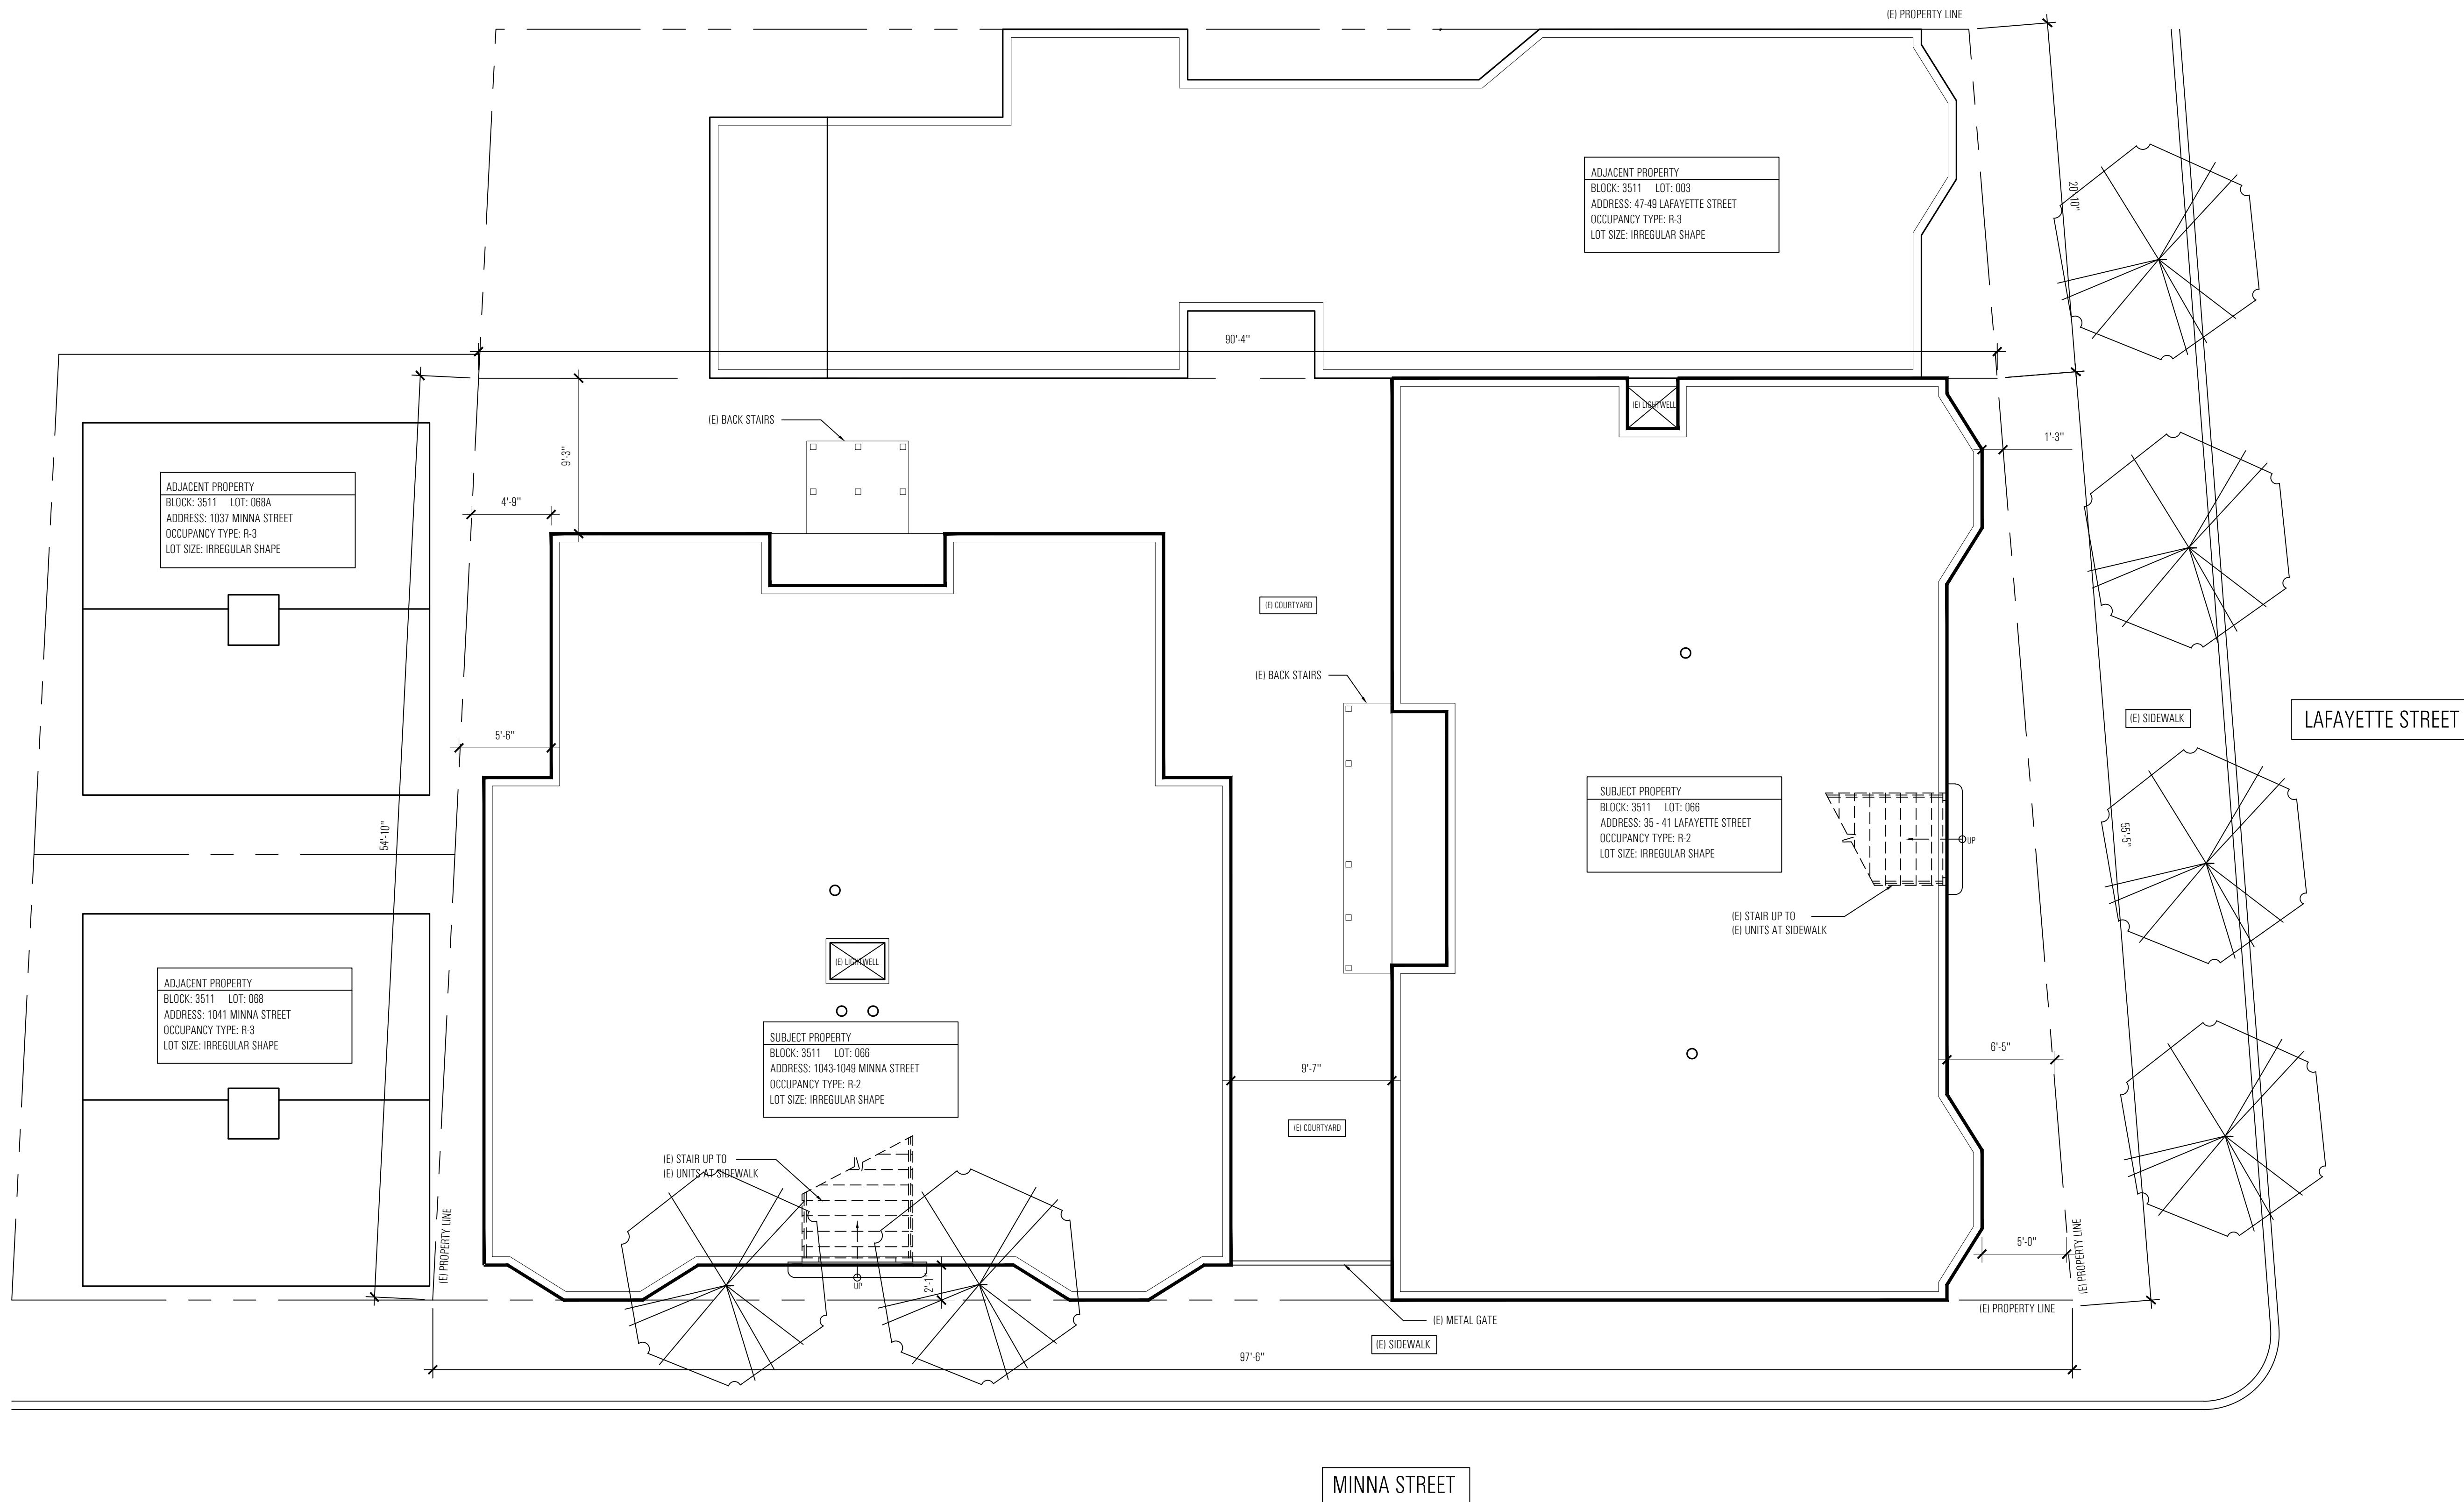 (E) PROPERTY LINE
ADJACENT PROPERTY
BLOCK: 3511 LOT: 003
ADDRESS: 47-49 LAFAYETTE STREET
OCCUPANCY TYPE: R-3
LOT SIZE: IRREGULAR SHAPE
20'-10"
90'-4"
(E) BACK STAIRS
(E) LIGHTWELL
1'-3"
9'-3"
4'-9"
ADJACENT PROPERTY
BLOCK: 3511 LOT: 068A
ADDRESS: 1037 MINNA STREET
OCCUPANCY TYPE: R-3
LOT SIZE: IRREGULAR SHAPE
(E) COURTYARD
(E) BACK STAIRS
5'-6"
(E) SIDEWALK
LAFAYETTE STREET
54'-10"
SUBJECT PROPERTY
BLOCK: 3511 LOT: 066
ADDRESS: 35 - 41 LAFAYETTE STREET
OCCUPANCY TYPE: R-2
LOT SIZE: IRREGULAR SHAPE
UP
55'-5"
(E) STAIR UP TO
(E) UNITS AT SIDEWALK
(E) LIGHTWELL
ADJACENT PROPERTY
BLOCK: 3511 LOT: 068
ADDRESS: 1041 MINNA STREET
OCCUPANCY TYPE: R-3
LOT SIZE: IRREGULAR SHAPE
SUBJECT PROPERTY
BLOCK: 3511 LOT: 066
ADDRESS: 1043-1049 MINNA STREET
OCCUPANCY TYPE: R-2
LOT SIZE: IRREGULAR SHAPE
6'-5"
9'-7"
(E) COURTYARD
(E) STAIR UP TO
(E) UNITS AT SIDEWALK
(E) PROPERTY LINE
UP
2'-1"
5'-0"
(E) PROPERTY LINE
(E) PROPERTY LINE
(E) METAL GATE
(E) SIDEWALK
97'-6"
MINNA STREET